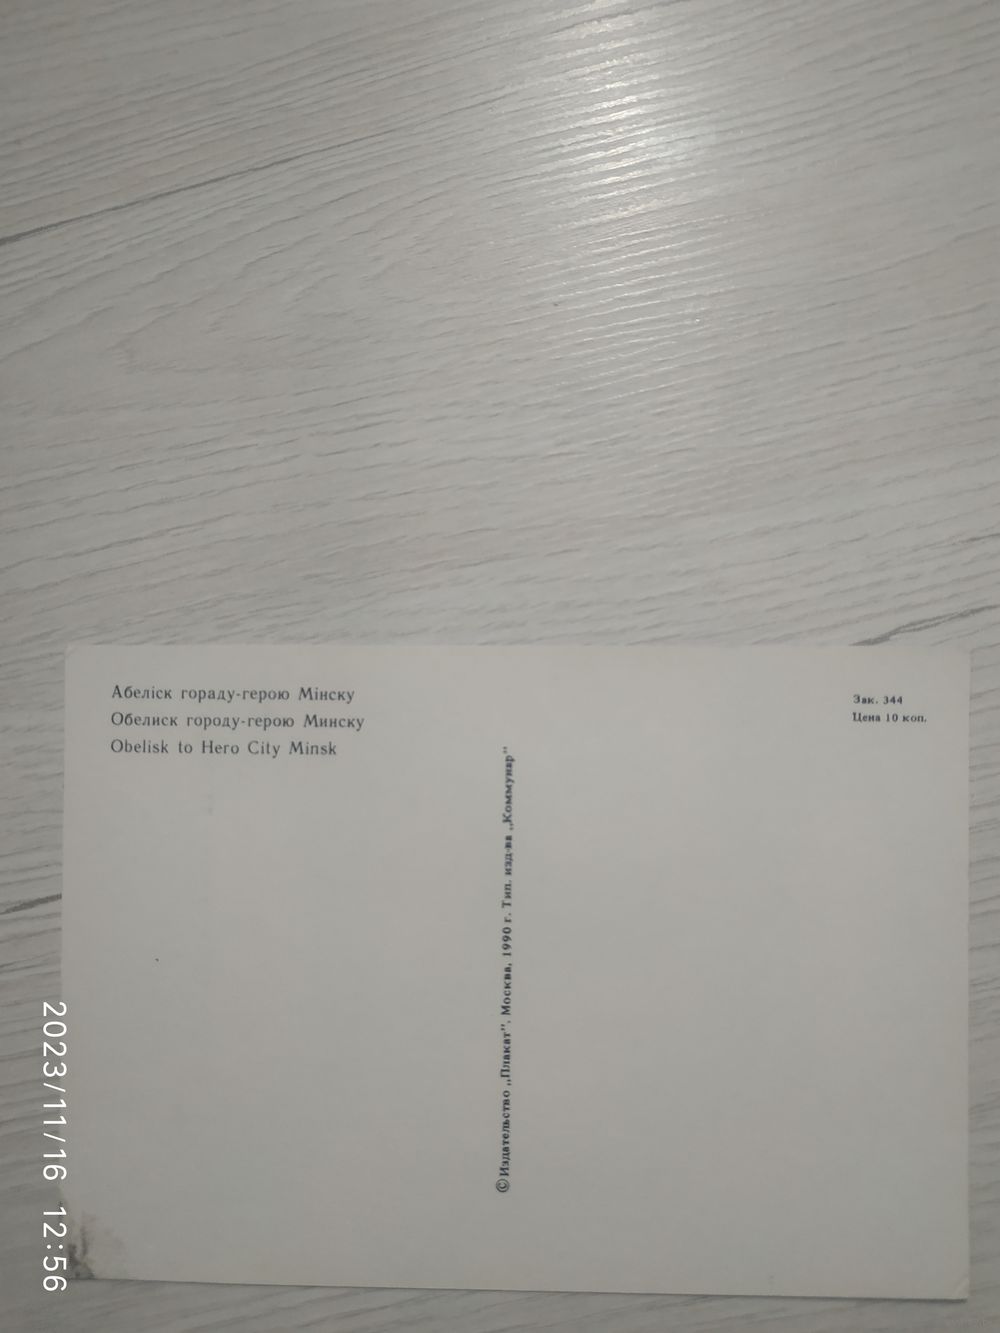 Абеліск гораду-герою Мінску
Обелиск городу-герою Минску
Obelisk to Hero City Minsk
Зак. 344
Цена 10 коп.
© Издательство „Плакат", Москва, 1990 г. Тип. изд-ва „Коммунар"
2023/11/16 12:56